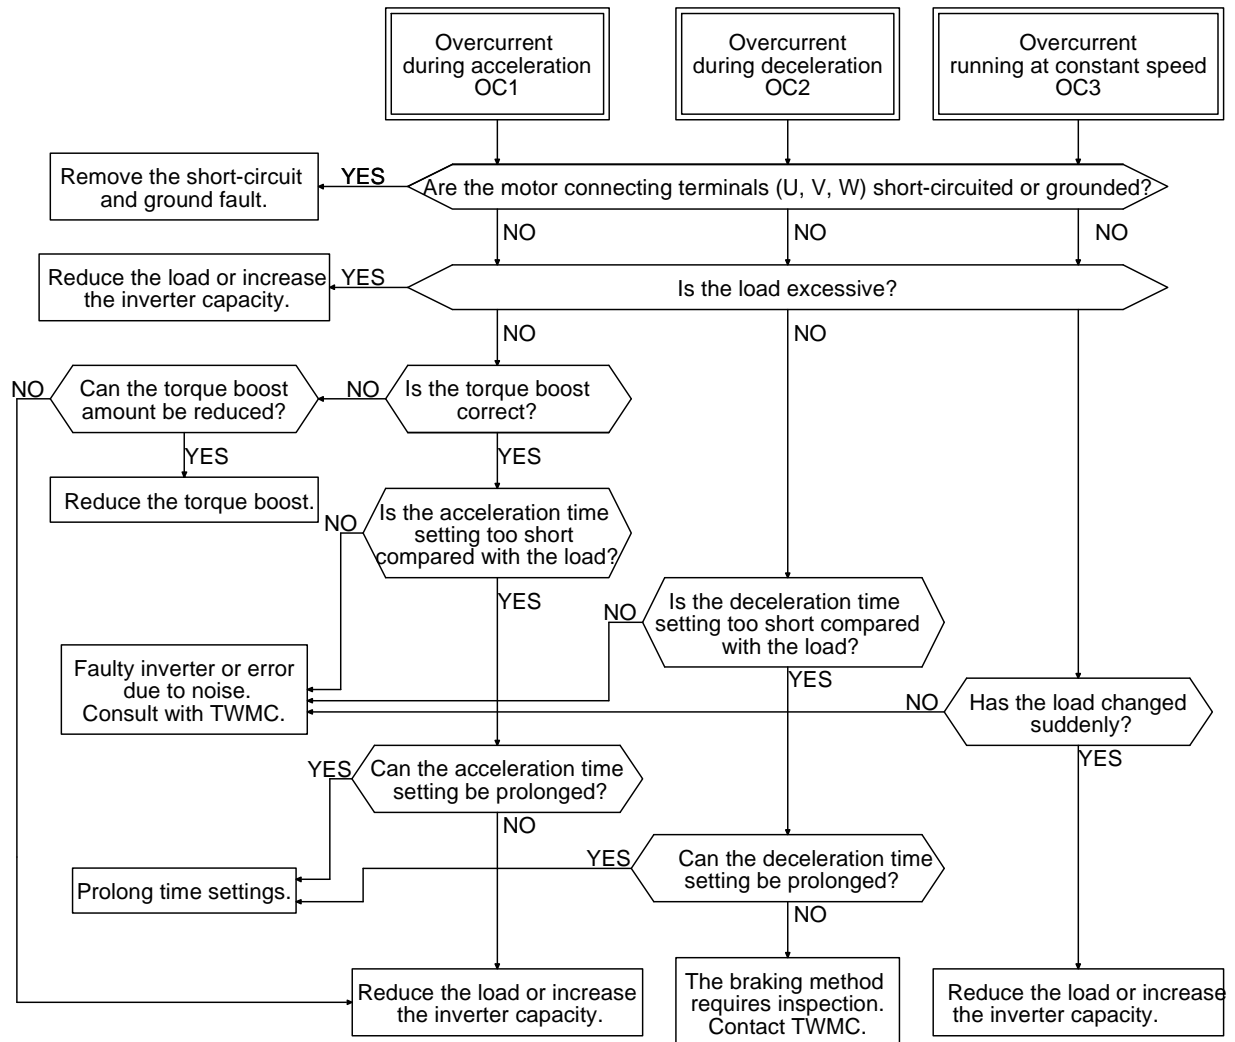 Overcurrent
during acceleration
OC1
Overcurrent
during deceleration
OC2
Overcurrent
running at constant speed
OC3
Remove the short-circuit
and ground fault.
YES
Are the motor connecting terminals (U, V, W) short-circuited or grounded?
NO
NO
NO
Reduce the load or increase
the inverter capacity.
YES
Is the load excessive?
NO
NO
NO
Can the torque boost
amount be reduced?
NO
Is the torque boost
correct?
YES
YES
Reduce the torque boost.
NO
Is the acceleration time
setting too short
compared with the load?
YES
NO
Is the deceleration time
setting too short compared
with the load?
YES
Faulty inverter or error
due to noise.
Consult with TWMC.
NO
Has the load changed
suddenly?
YES
YES
Can the acceleration time
setting be prolonged?
NO
YES
Can the deceleration time
setting be prolonged?
NO
Prolong time settings.
Reduce the load or increase
the inverter capacity.
The braking method
requires inspection.
Contact TWMC.
Reduce the load or increase
the inverter capacity.